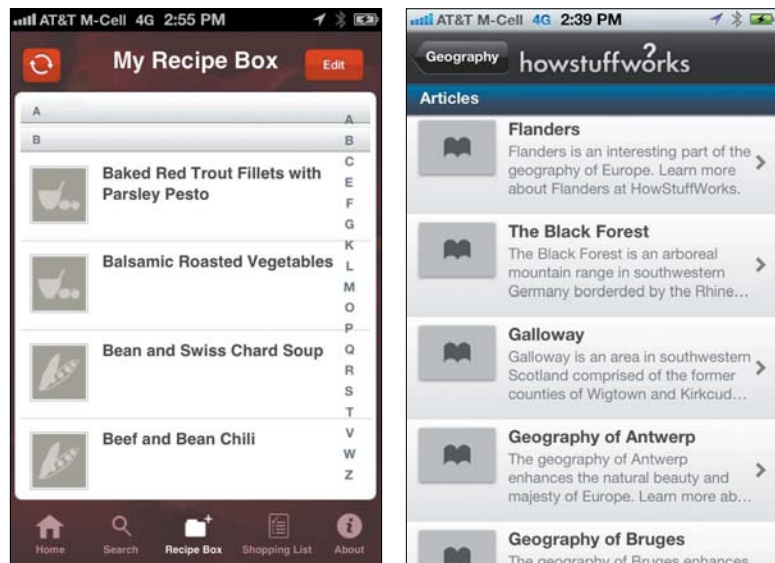 AT&T M-Cell 4G 2:55 PM
My Recipe Box
Edit
A
B
Baked Red Trout Fillets with
Parsley Pesto
Balsamic Roasted Vegetables
Bean and Swiss Chard Soup
Beef and Bean Chili
A
B
C
E
F
G
K
L
M
O
P
Q
R
S
T
V
W
Z
Home Search Recipe Box Shopping List About
AT&T M-Cell 4G 2:39 PM
Geography
howstuffworks
?
Articles
Flanders
Flanders is an interesting part of the
geography of Europe. Learn more
about Flanders at HowStuffWorks.
The Black Forest
The Black Forest is an arboreal
mountain range in southwestern
Germany borderded by the Rhine...
Galloway
Galloway is an area in southwestern
Scotland comprised of the former
counties of Wigtown and Kirkcud...
Geography of Antwerp
The geography of Antwerp
enhances the natural beauty and
majesty of Europe. Learn more ab...
Geography of Bruges
The geography of Bruges enhances